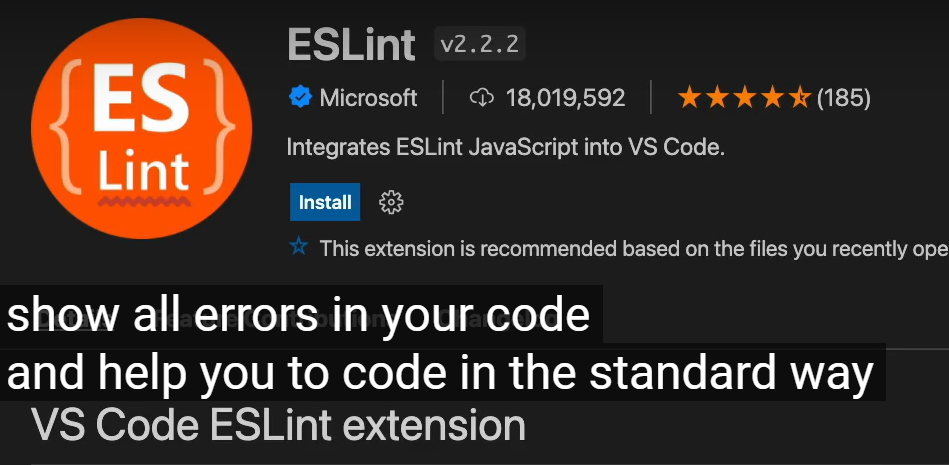 {ES
Lint}
ESLint v2.2.2
Microsoft 18,019,592 (185)
Integrates ESLint JavaScript into VS Code.
Install
This extension is recommended based on the files you recently ope
show all errors in your code
and help you to code in the standard way
VS Code ESLint extension